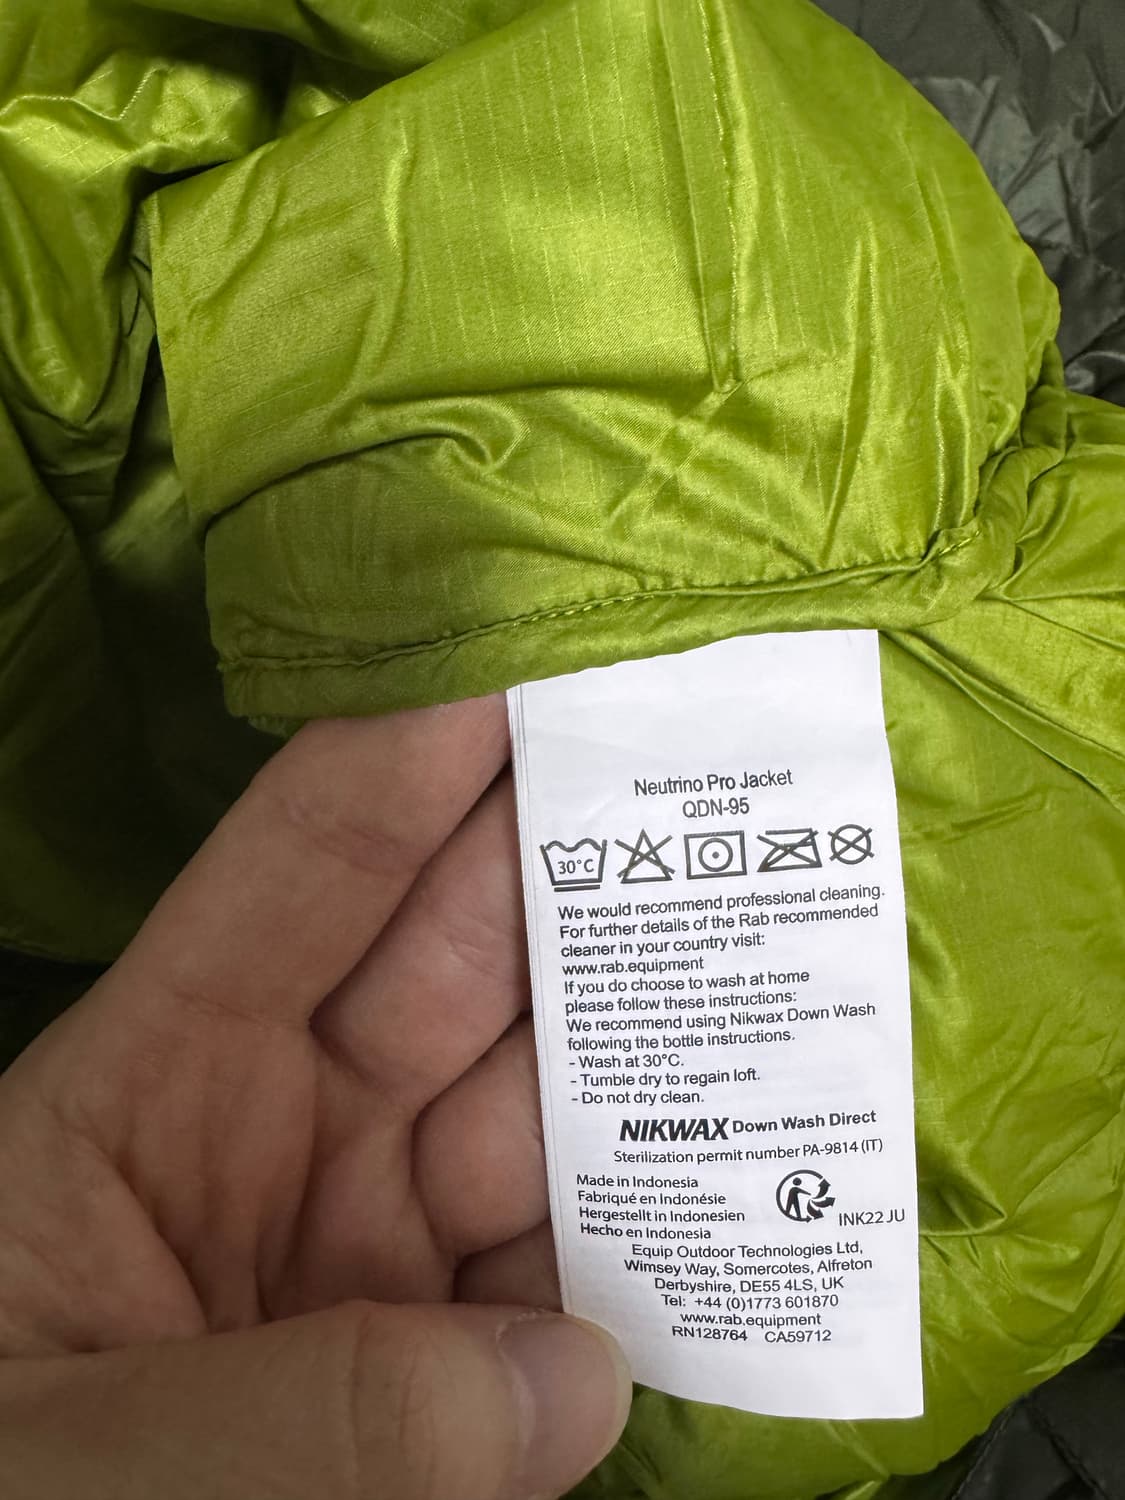 Neutrino Pro Jacket
QDN-95
30°C
We would recommend professional cleaning.
For further details of the Rab recommended
cleaner in your country visit:
www.rab.equipment
If you do choose to wash at home
please follow these instructions:
We recommend using Nikwax Down Wash
following the bottle instructions.
- Wash at 30°C.
- Tumble dry to regain loft.
- Do not dry clean.
NIKWAX Down Wash Direct
Sterilization permit number PA-9814 (IT)
Made in Indonesia
Fabriqué en Indonésie
Hergestellt in Indonesien
Hecho en Indonesia
INK22 JU
Equip Outdoor Technologies Ltd,
Wimsey Way, Somercotes, Alfreton
Derbyshire, DE55 4LS, UK
Tel: +44 (0)1773 601870
www.rab.equipment
RN128764 CA59712